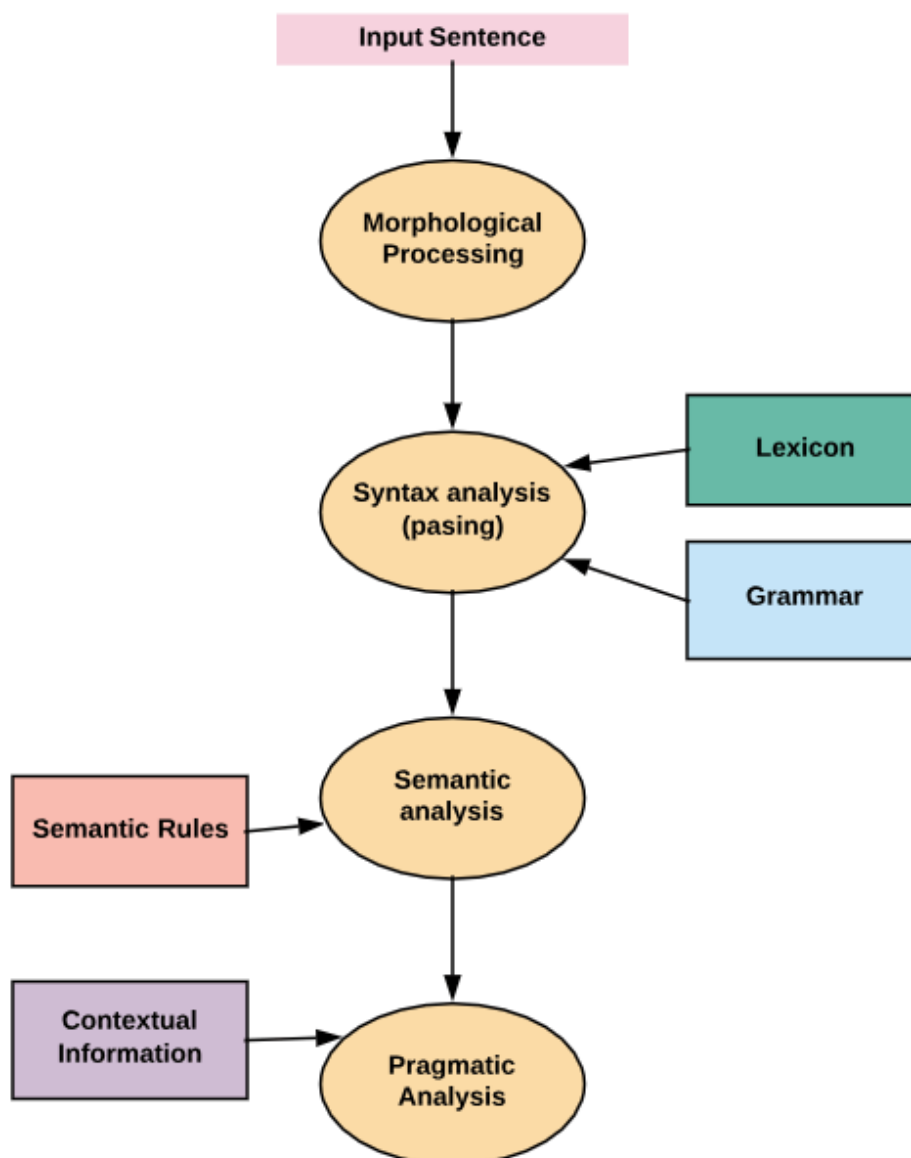 Input Sentence
Morphological
Processing
Lexicon
Syntax analysis
(pasing)
Grammar
Semantic
analysis
Semantic Rules
Contextual
Information
Pragmatic
Analysis